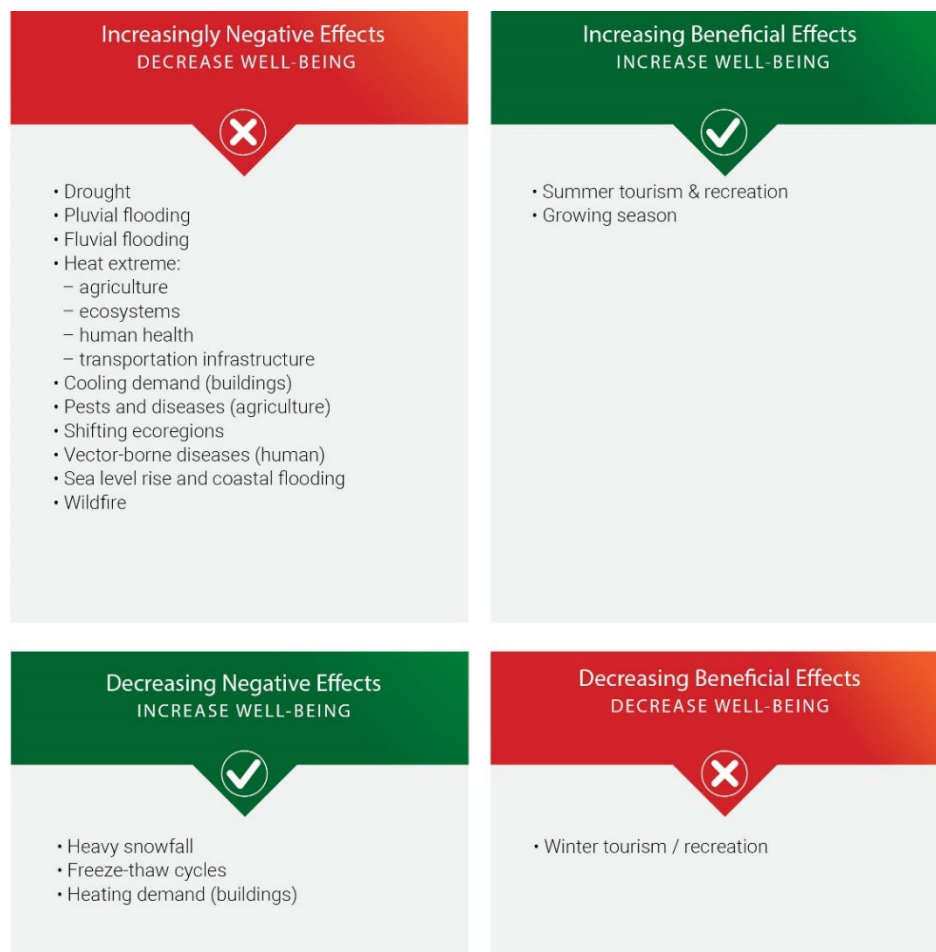 Increasingly Negative Effects
DECREASE WELL-BEING
• Drought
• Pluvial flooding
• Fluvial flooding
• Heat extreme:
– agriculture
– ecosystems
– human health
– transportation infrastructure
• Cooling demand (buildings)
• Pests and diseases (agriculture)
• Shifting ecoregions
• Vector-borne diseases (human)
• Sea level rise and coastal flooding
• Wildfire
Increasing Beneficial Effects
INCREASE WELL-BEING
• Summer tourism & recreation
• Growing season
Decreasing Negative Effects
INCREASE WELL-BEING
• Heavy snowfall
• Freeze-thaw cycles
• Heating demand (buildings)
Decreasing Beneficial Effects
DECREASE WELL-BEING
• Winter tourism / recreation